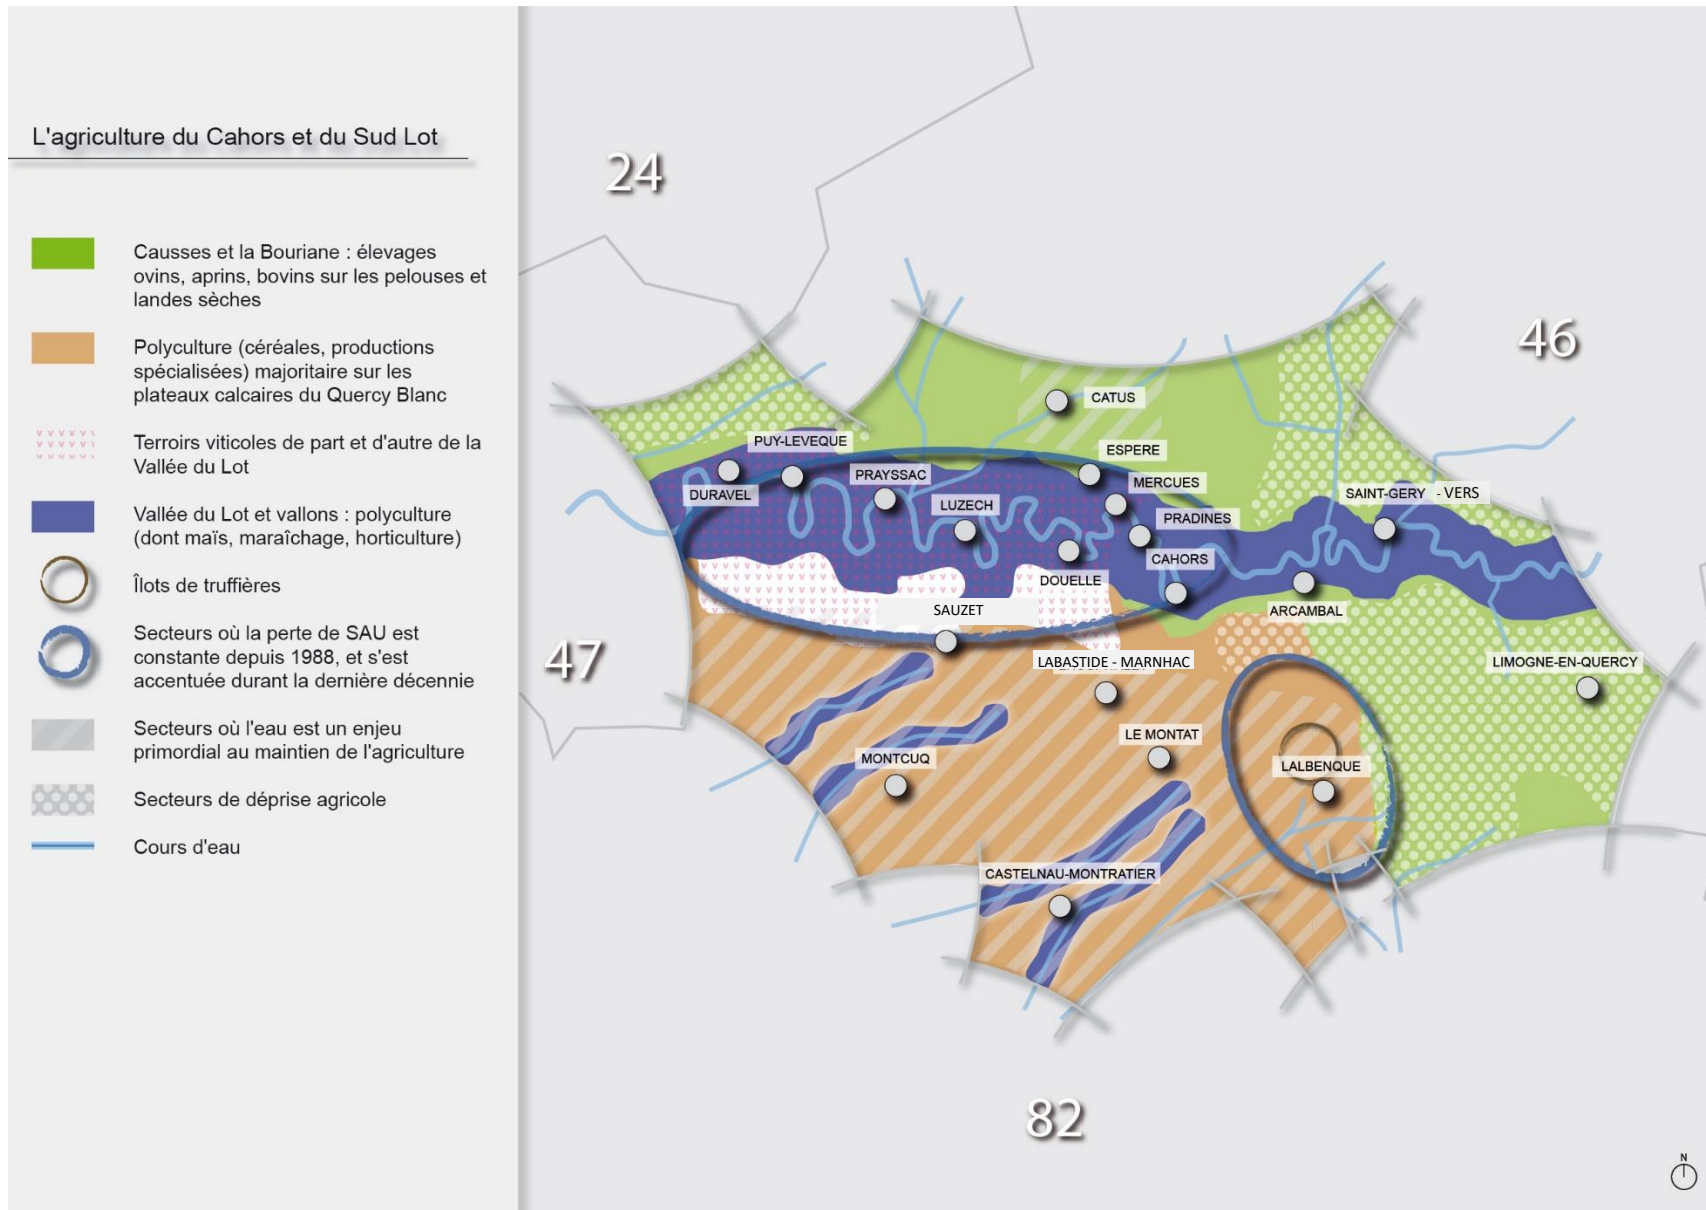 L'agriculture du Cahors et du Sud Lot
Causses et la Bouriane : élevages
ovins, aprins, bovins sur les pelouses et
landes sèches
Polyculture (céréales, productions
spécialisées) majoritaire sur les
plateaux calcaires du Quercy Blanc
Terroirs viticoles de part et d'autre de la
Vallée du Lot
Vallée du Lot et vallons : polyculture
(dont maïs, maraîchage, horticulture)
Îlots de truffières
Secteurs où la perte de SAU est
constante depuis 1988, et s'est
accentuée durant la dernière décennie
Secteurs où l'eau est un enjeu
primordial au maintien de l'agriculture
Secteurs de déprise agricole
Cours d'eau
24
46
47
82
CATUS
PUY-LEVEQUE
ESPERE
DURAVEL
PRAYSSAC
MERCUES
SAINT-GERY - VERS
LUZECH
PRADINES
CAHORS
DOUELLE
SAUZET
ARCAMBAL
LABASTIDE - MARNHAC
LIMOGNE-EN-QUERCY
LE MONTAT
MONTCUQ
LALBENQUE
CASTELNAU-MONTRATIER
N